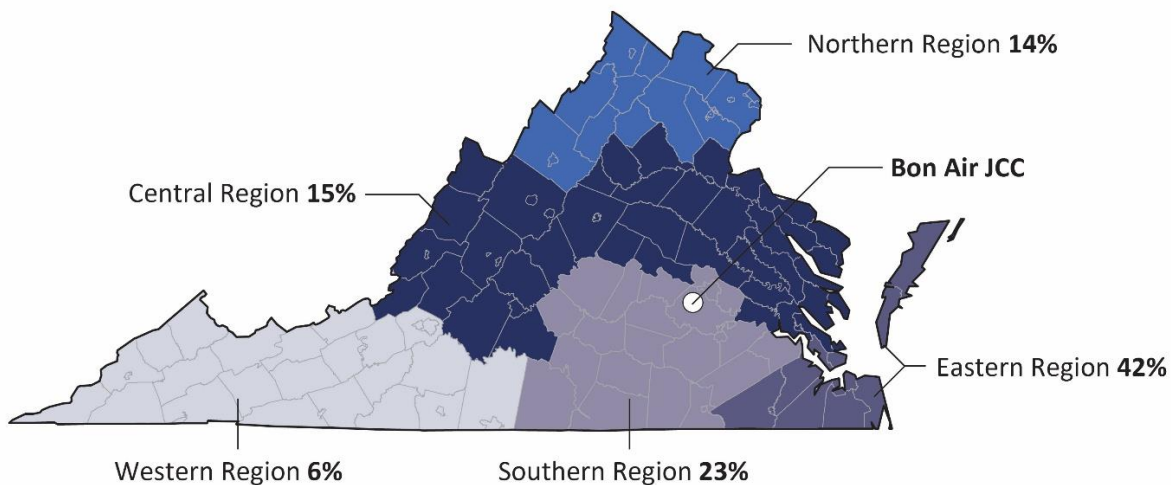 Northern Region 14%
Bon Air JCC
Central Region 15%
Eastern Region 42%
Western Region 6%
Southern Region 23%